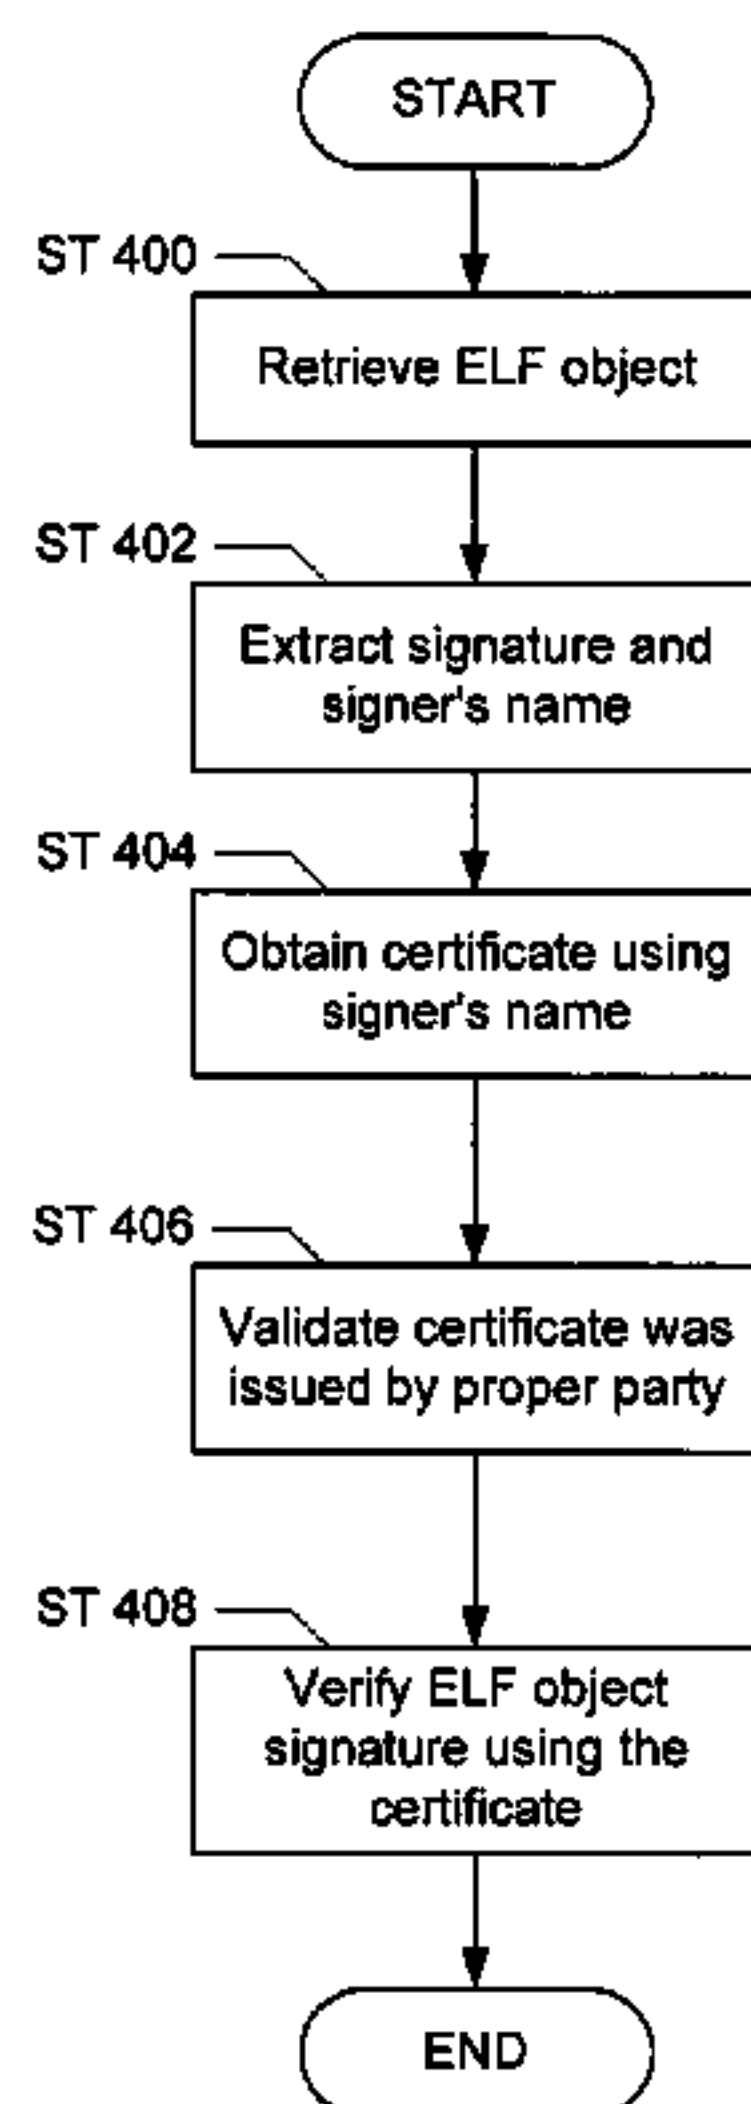 START
ST 400
Retrieve ELF object
ST 402
Extract signature and
signer's name
ST 404
Obtain certificate using
signer's name
ST 406
Validate certificate was
issued by proper party
ST 408
Verify ELF object
signature using the
certificate
END